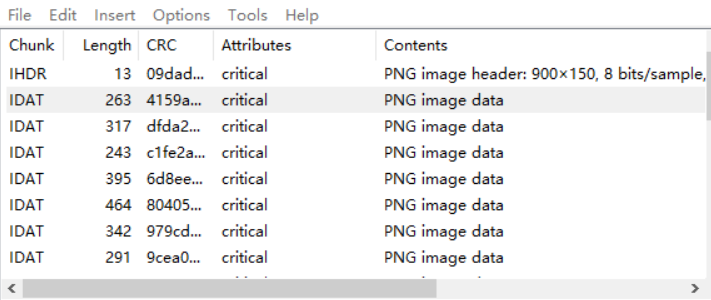 File Edit Insert Options Tools Help
Chunk Length CRC Attributes Contents
IHDR 13 09dad... critical PNG image header: 900×150, 8 bits/sample,
IDAT 263 4159a... critical PNG image data
IDAT 317 dfda2... critical PNG image data
IDAT 243 c1fe2a... critical PNG image data
IDAT 395 6d8ee... critical PNG image data
IDAT 464 80405... critical PNG image data
IDAT 342 979cd... critical PNG image data
IDAT 291 9cea0... critical PNG image data